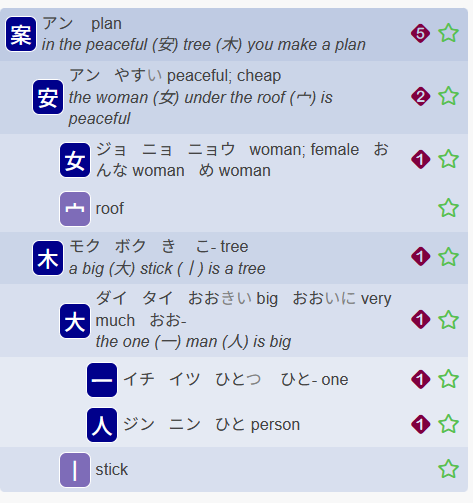 案 アン plan 5
in the peaceful (安) tree (木) you make a plan
安 アン やすい peaceful; cheap 2
the woman (女) under the roof (宀) is
peaceful
女 ジョ ニョ ニョウ woman; female お 1
んな woman め woman
宀 roof
木 モク ボク き こ- tree 1
a big (大) stick (丨) is a tree
大 ダイ タイ おおきい big おおいに very 1
much おお-
the one (一) man (人) is big
一 イチ イツ ひとつ ひと- one 1
人 ジン ニン ひと person 1
丨 stick